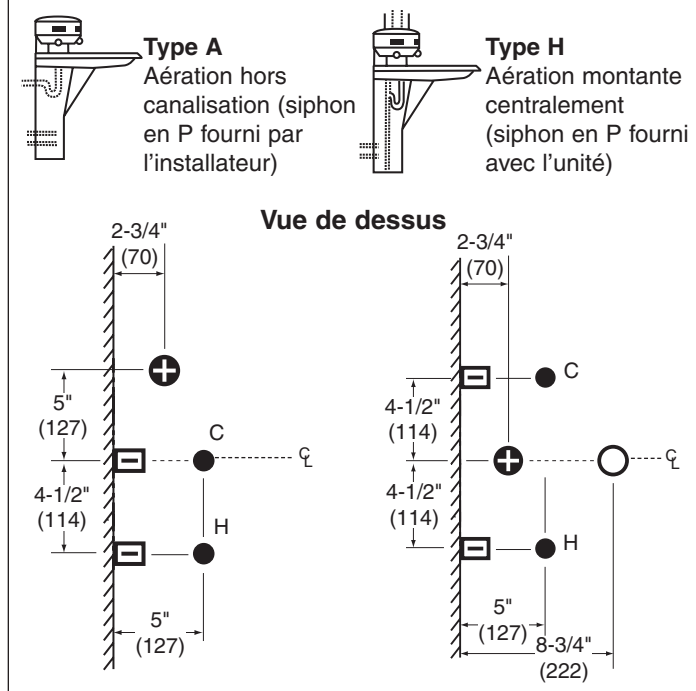 Type A
Aération hors
canalisation (siphon
en P fourni par
l'installateur)
Type H
Aération montante
centralement
(siphon en P fourni
avec l'unité)
Vue de dessus
2-3/4"
(70)
5"
(127)
C
℄
4-1/2"
(114)
H
5"
(127)
2-3/4"
(70)
C
4-1/2"
(114)
℄
4-1/2"
(114)
H
5"
(127)
8-3/4"
(222)